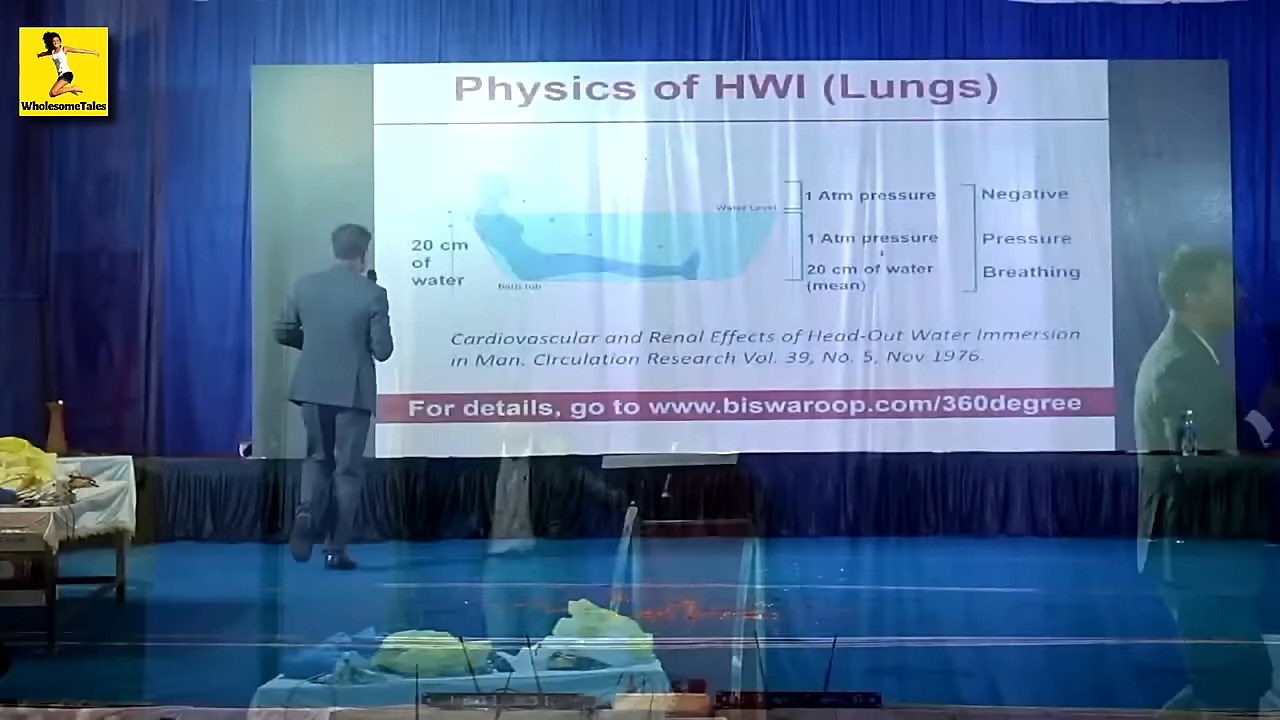 WholesomeTales
Physics of HWI (Lungs)
Water Level
1 Atm pressure
Negative
20 cm
of
water
1 Atm pressure
+
20 cm of water
(mean)
Pressure
Breathing
Bath tub
Cardiovascular and Renal Effects of Head-Out Water Immersion
in Man. CIrculation Research Vol. 39, No. 5, Nov 1976.
For details, go to www.biswaroop.com/360degree